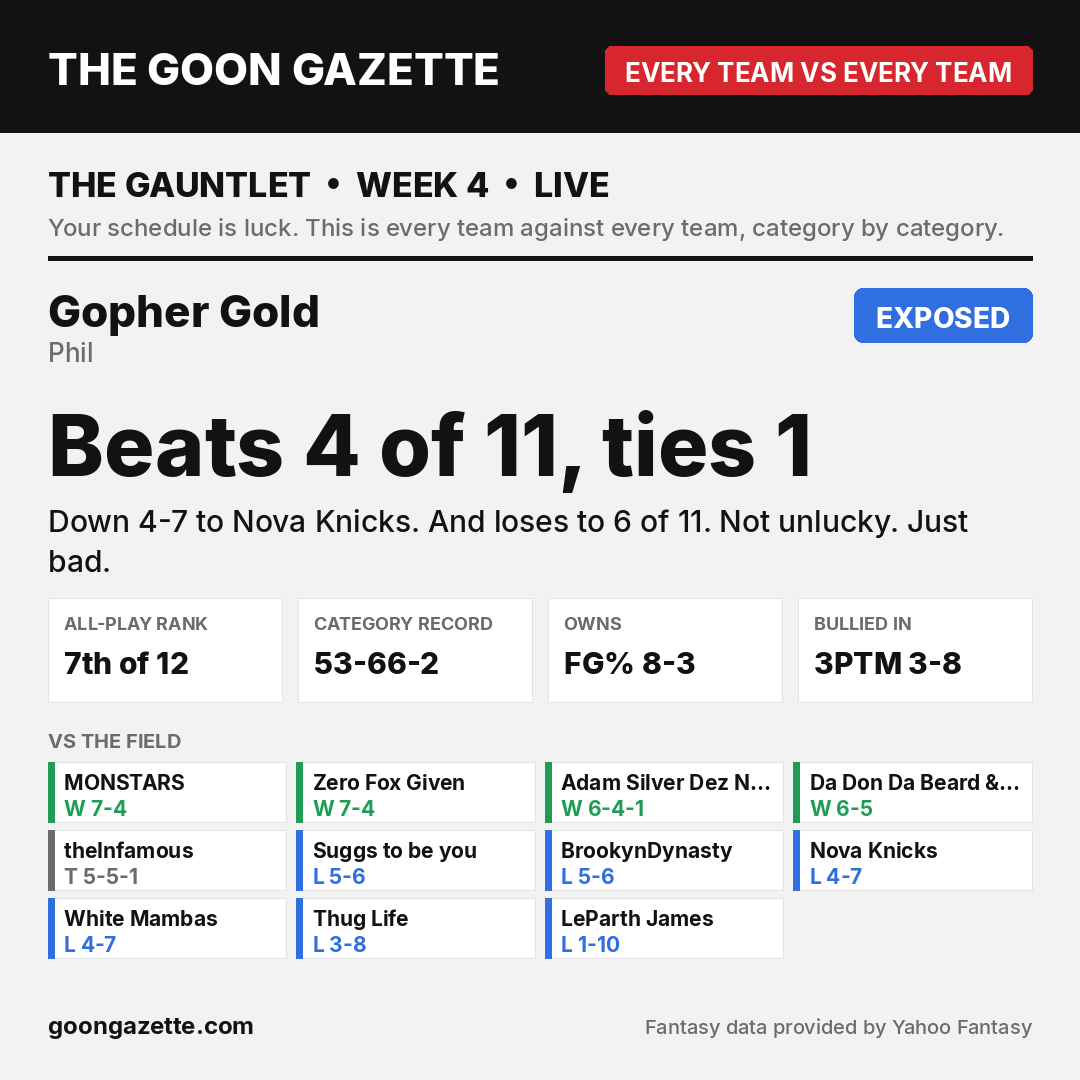 THE GOON GAZETTE
EVERY TEAM VS EVERY TEAM
THE GAUNTLET • WEEK 4 • LIVE
Your schedule is luck. This is every team against every team, category by category.
Gopher Gold
EXPOSED
Phil
Beats 4 of 11, ties 1
Down 4-7 to Nova Knicks. And loses to 6 of 11. Not unlucky. Just
bad.
ALL-PLAY RANK
7th of 12
CATEGORY RECORD
53-66-2
OWNS
FG% 8-3
BULLIED IN
3PTM 3-8
VS THE FIELD
MONSTARS
W 7-4
Zero Fox Given
W 7-4
Adam Silver Dez N...
W 6-4-1
Da Don Da Beard &...
W 6-5
theInfamous
T 5-5-1
Suggs to be you
L 5-6
BrookynDynasty
L 5-6
Nova Knicks
L 4-7
White Mambas
L 4-7
Thug Life
L 3-8
LeParth James
L 1-10
goongazette.com
Fantasy data provided by Yahoo Fantasy